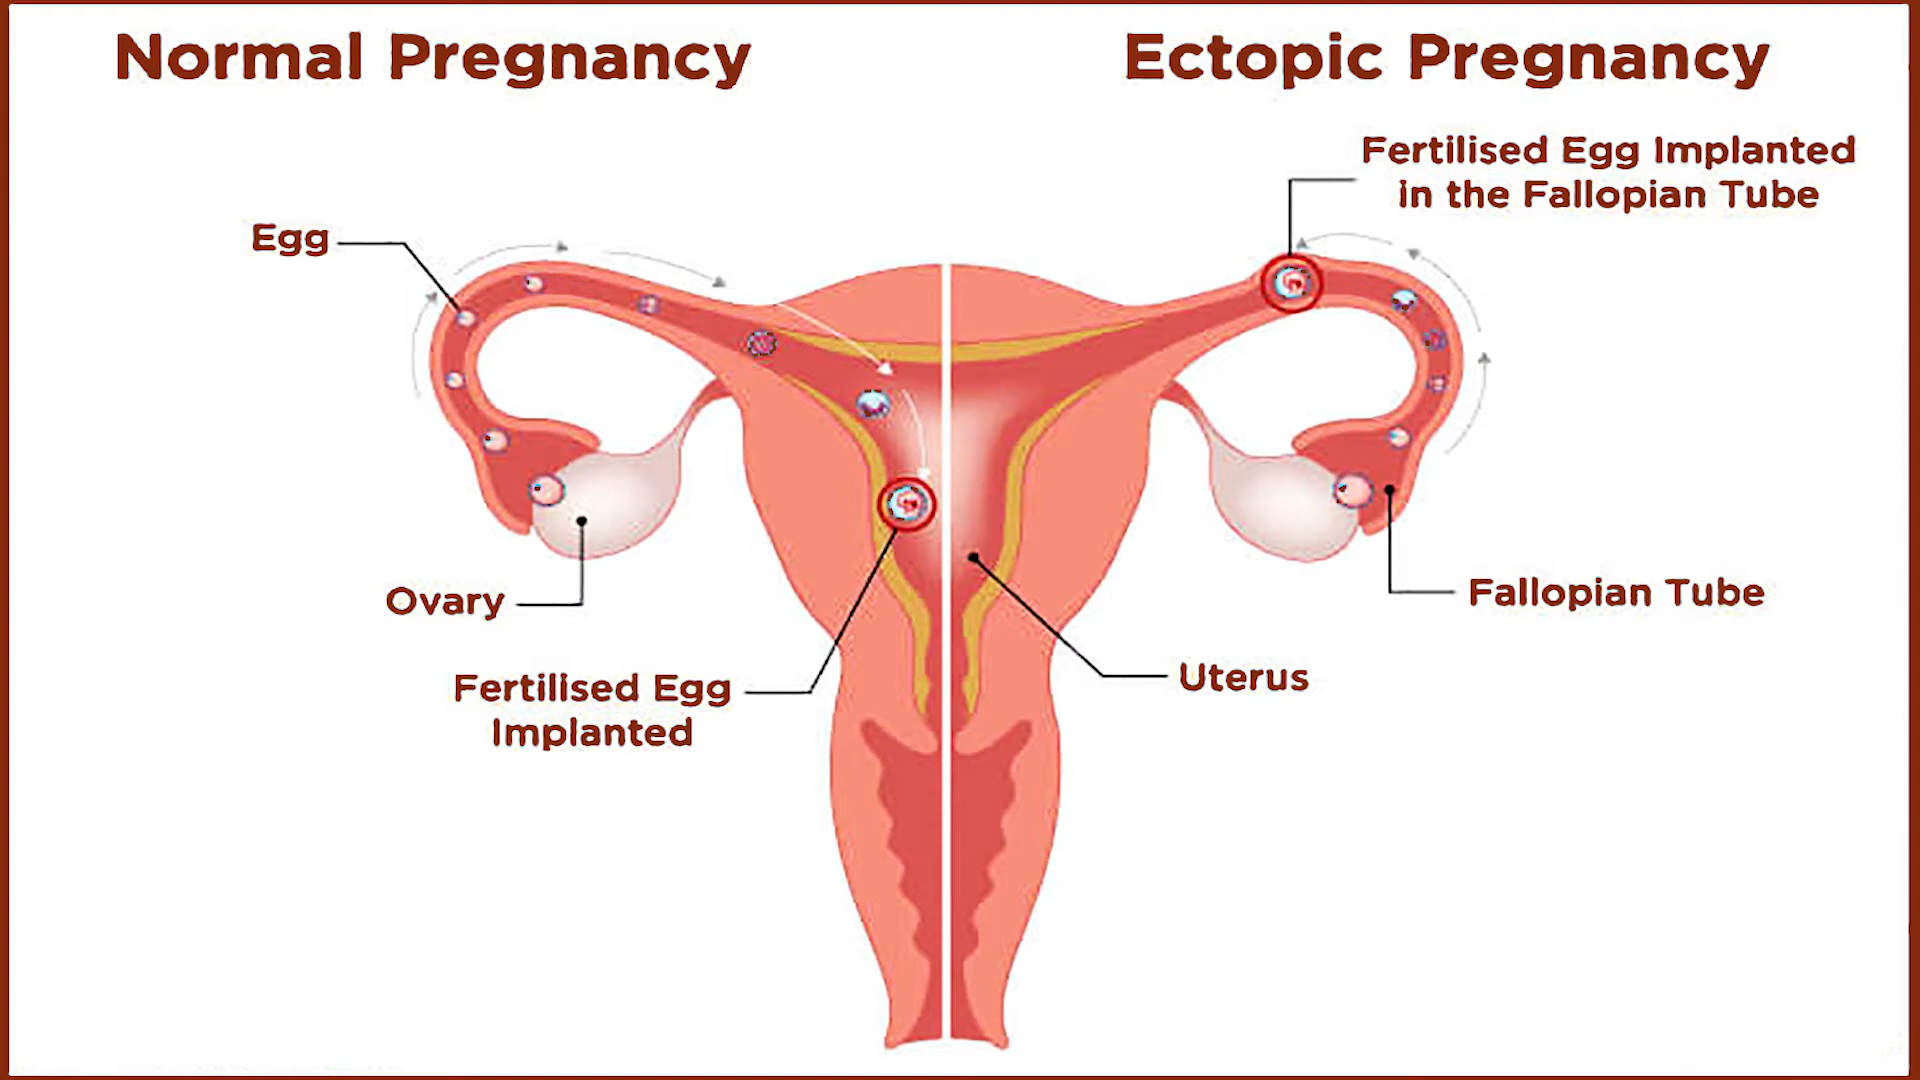 Normal Pregnancy
Ectopic Pregnancy
Fertilised Egg Implanted
in the Fallopian Tube
Egg
Ovary
Fallopian Tube
Fertilised Egg
Implanted
Uterus